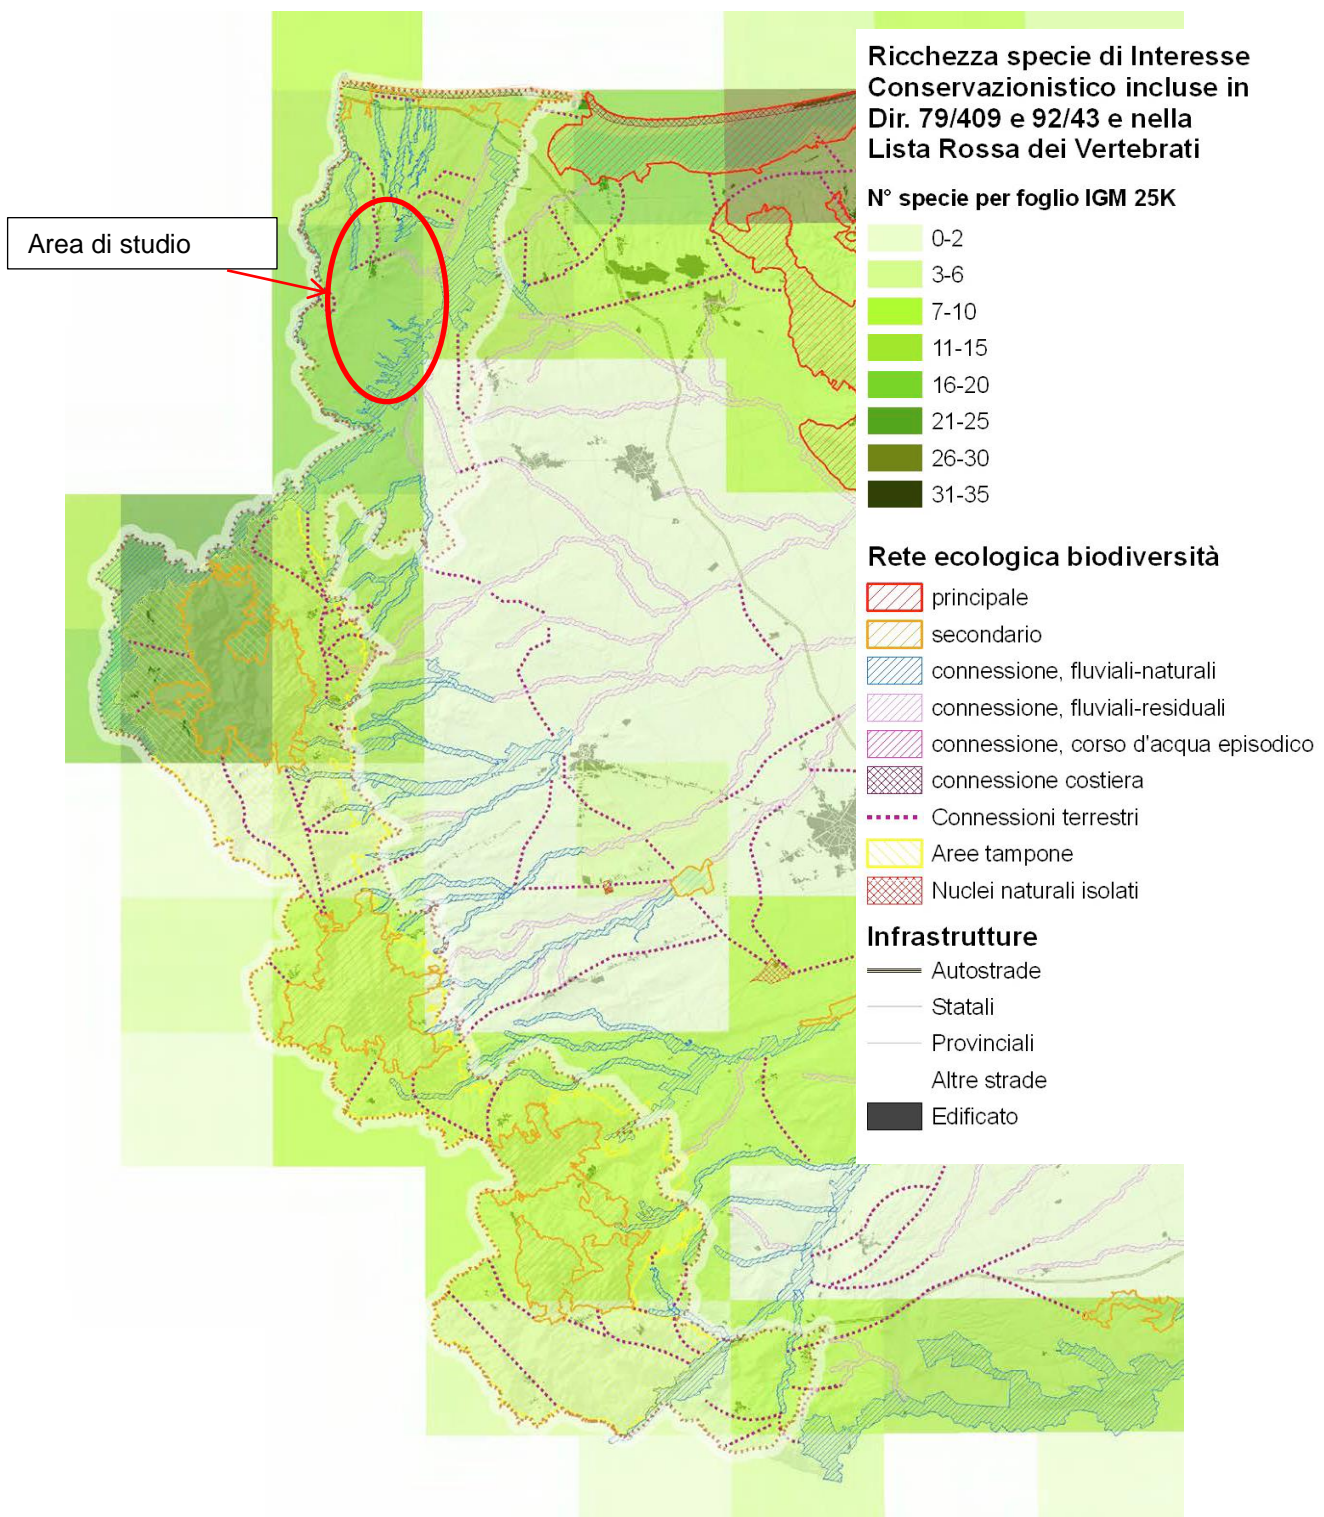 Ricchezza specie di Interesse
Conservazionistico incluse in
Dir. 79/409 e 92/43 e nella
Lista Rossa dei Vertebrati
N° specie per foglio IGM 25K
0-2
3-6
7-10
11-15
16-20
21-25
26-30
31-35
Area di studio
Rete ecologica biodiversità
principale
secondario
connessione, fluviali-naturali
connessione, fluviali-residuali
connessione, corso d'acqua episodico
connessione costiera
Connessioni terrestri
Aree tampone
Nuclei naturali isolati
Infrastrutture
Autostrade
Statali
Provinciali
Altre strade
Edificato